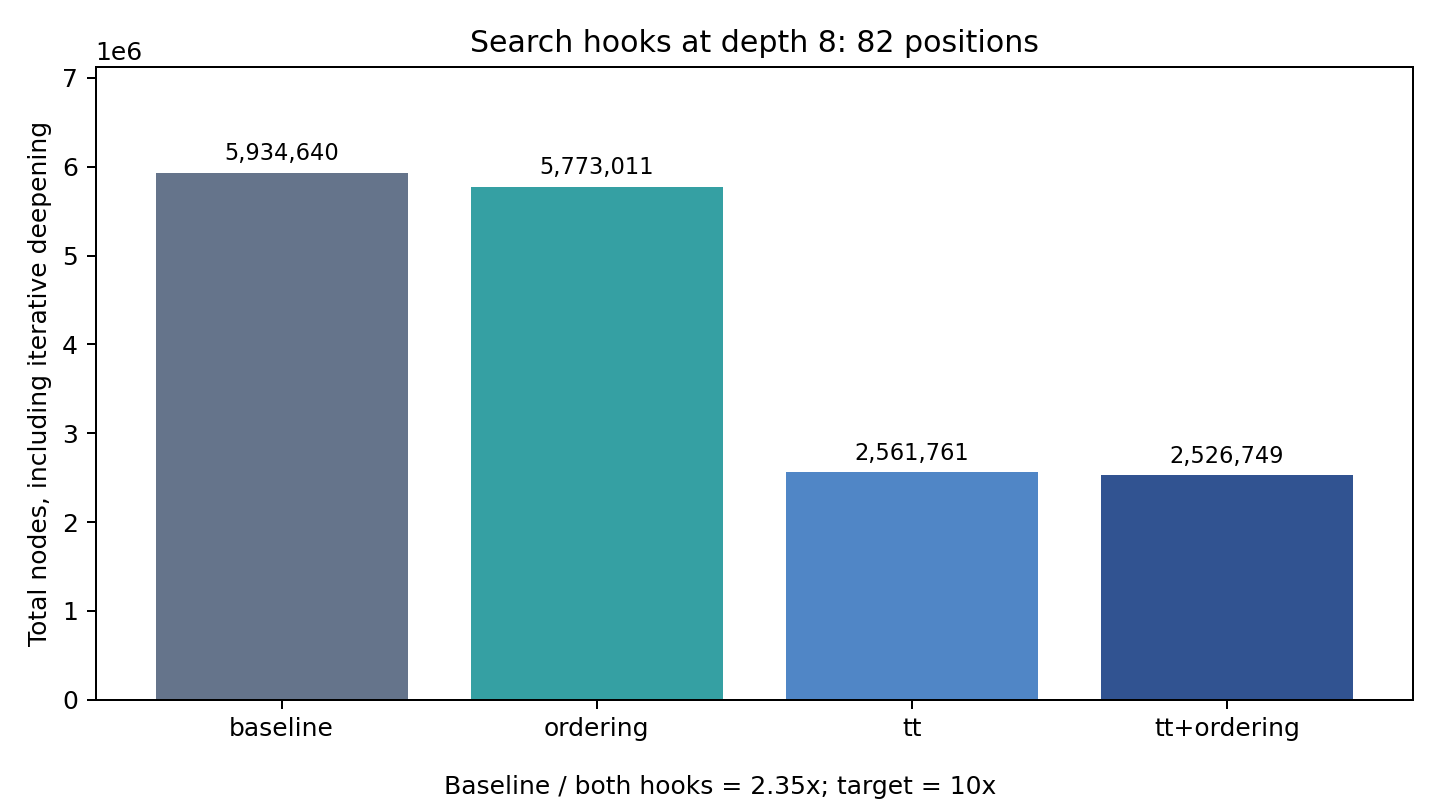 Search hooks at depth 8: 82 positions
1e6
Total nodes, including iterative deepening
7
6
5
4
3
2
1
0
5,934,640
5,773,011
2,561,761
2,526,749
baseline
ordering
tt
tt+ordering
Baseline / both hooks = 2.35x; target = 10x